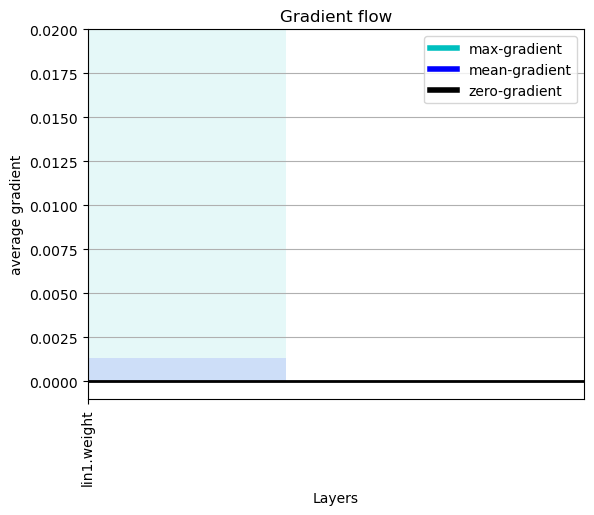 Gradient flow
max-gradient
mean-gradient
zero-gradient
average gradient
0.0200
0.0175
0.0150
0.0125
0.0100
0.0075
0.0050
0.0025
0.0000
lin1.weight
Layers